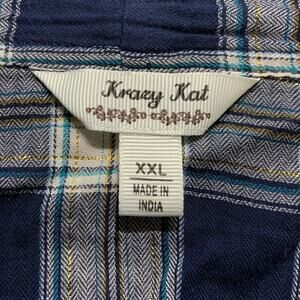 Krazy Kat
XXL
MADE IN
INDIA